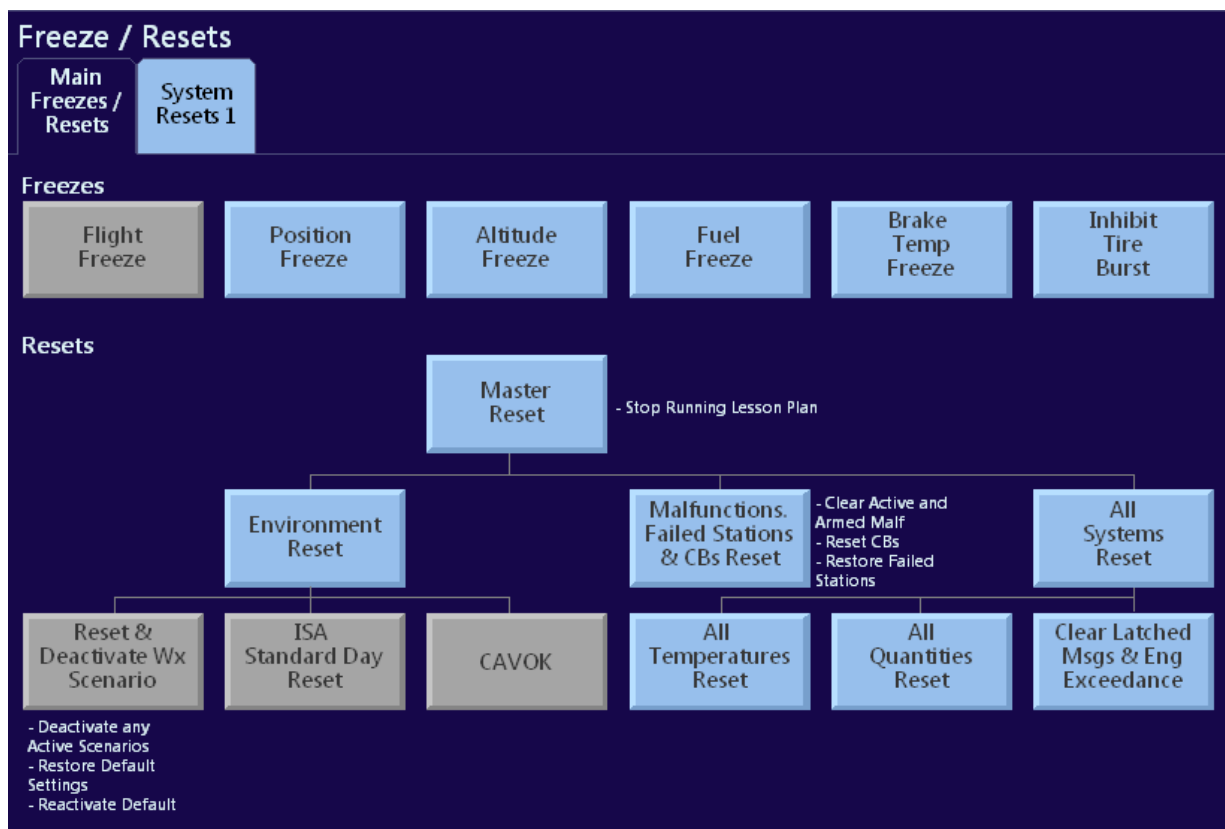 Freeze / Resets
Main
Freezes /
Resets
System
Resets 1
Freezes
Flight
Freeze
Position
Freeze
Altitude
Freeze
Fuel
Freeze
Brake
Temp
Freeze
Inhibit
Tire
Burst
Resets
Master
Reset
- Stop Running Lesson Plan
Environment
Reset
Malfunctions.
Failed Stations
& CBs Reset
- Clear Active and
Armed Malf
- Reset CBs
- Restore Failed
Stations
All
Systems
Reset
Reset &
Deactivate Wx
Scenario
ISA
Standard Day
Reset
CAVOK
All
Temperatures
Reset
All
Quantities
Reset
Clear Latched
Msgs & Eng
Exceedance
- Deactivate any
Active Scenarios
- Restore Default
Settings
- Reactivate Default